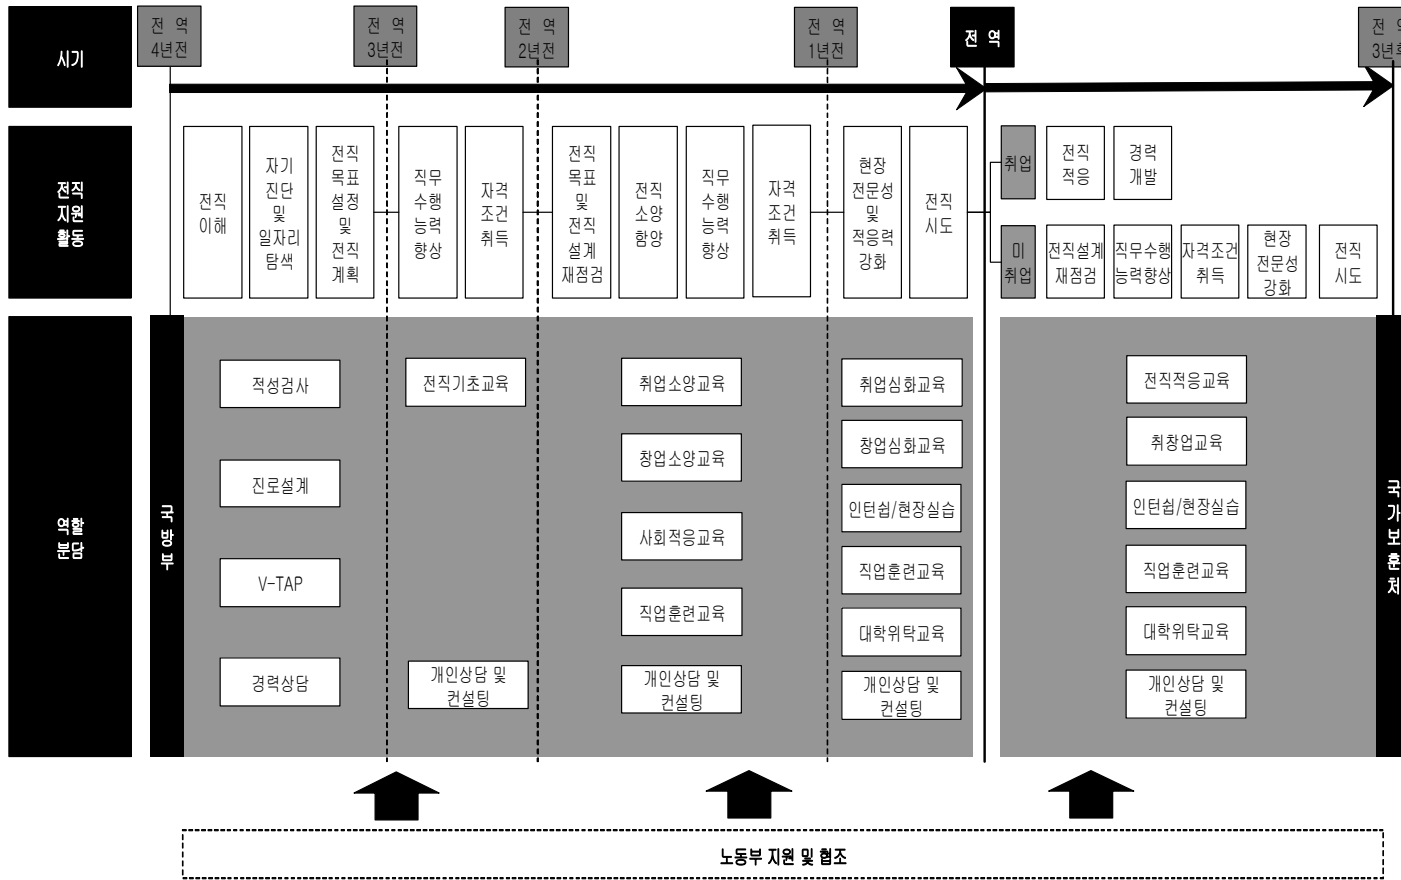 시기
전 역
4년전
전 역
3년전
전 역
2년전
전 역
1년전
전 역
전 역
3년후
전직
지원
활동
전직
이해
자기
진단
및
일자리
탐색
전직
목표
설정
및
전직
계획
직무
수행
능력
향상
자격
조건
취득
전직
목표
및
전직
설계
재점검
전직
소양
함양
직무
수행
능력
향상
자격
조건
취득
현장
전문성
및
적응력
강화
전직
시도
취업
전직
적응
경력
개발
미
취업
전직설계
재점검
직무수행
능력향상
자격조건
취득
현장
전문성
강화
전직
시도
역할
분담
국
방
부
적성검사
진로설계
V-TAP
경력상담
전직기초교육
개인상담 및
컨설팅
취업소양교육
창업소양교육
사회적응교육
직업훈련교육
개인상담 및
컨설팅
취업심화교육
창업심화교육
인턴쉽/현장실습
직업훈련교육
대학위탁교육
개인상담 및
컨설팅
전직적응교육
취창업교육
인턴쉽/현장실습
직업훈련교육
대학위탁교육
개인상담 및
컨설팅
국
가
보
훈
처
노동부 지원 및 협조